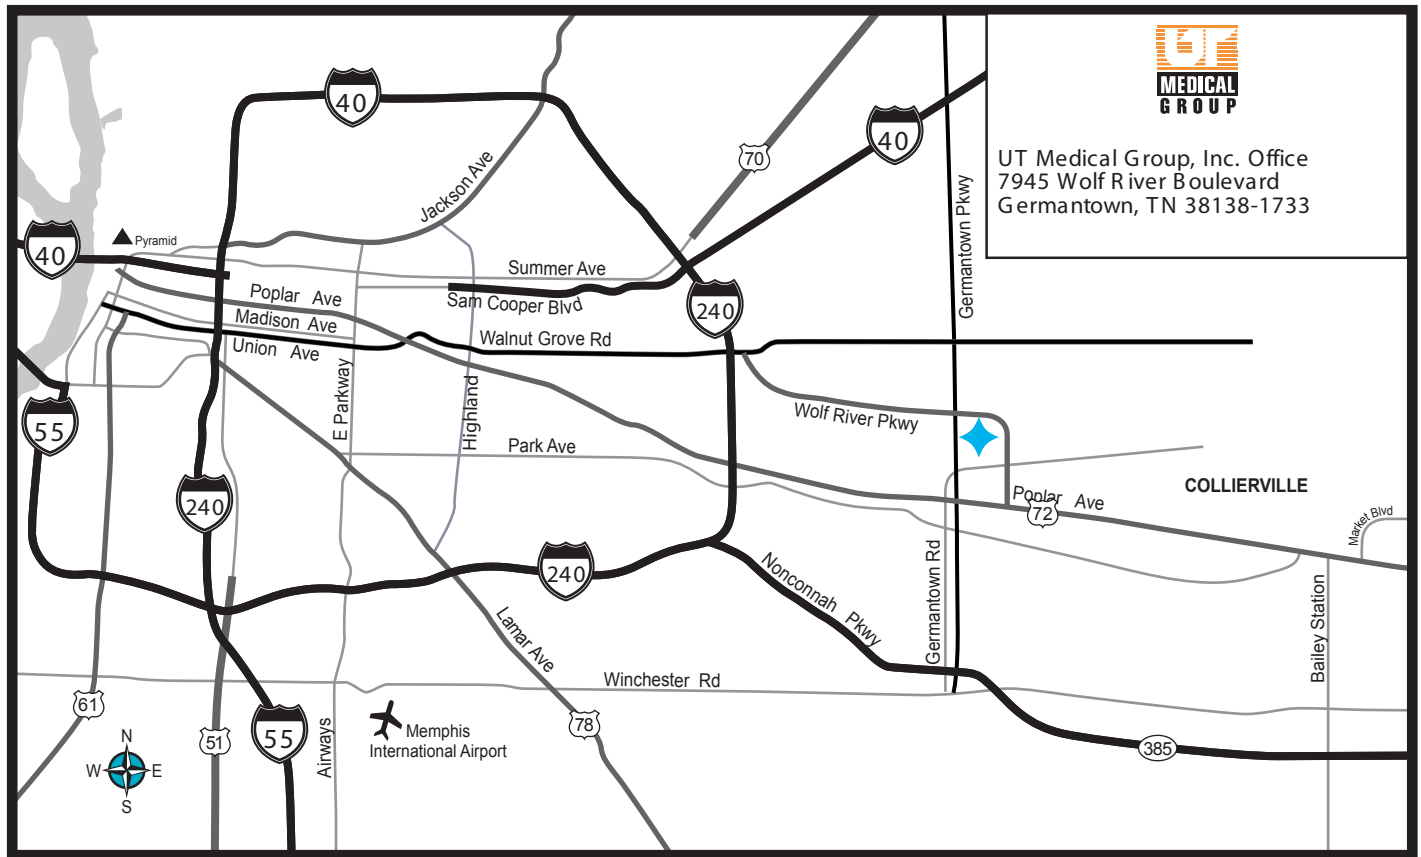 UT
MEDICAL
GROUP
UT Medical Group, Inc. Office
7945 Wolf River Boulevard
Germantown, TN 38138-1733
40
40
70
Jackson Ave
Germantown Pkwy
40
Pyramid
Summer Ave
Poplar Ave
Sam Cooper Blvd
240
Madison Ave
Union Ave
Walnut Grove Rd
55
E Parkway
Highland
Wolf River Pkwy
Park Ave
240
COLLIERVILLE
Poplar Ave
72
Market Blvd
240
Nonconnah Pkwy
Germantown Rd
Lamar Ave
Bailey Station
Winchester Rd
61
51
55
Airways
Memphis
International Airport
78
385
N
W
E
S